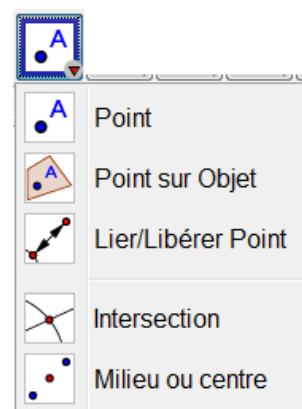 A
A
Point
A
Point sur Objet
Lier/Libérer Point
Intersection
Milieu ou centre